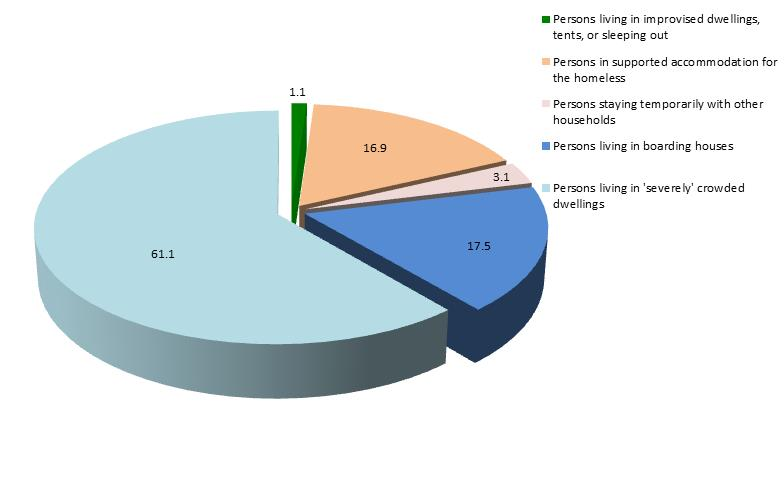 Persons living in improvised dwellings,
tents, or sleeping out
Persons in supported accommodation for
the homeless
Persons staying temporarily with other
households
Persons living in boarding houses
Persons living in 'severely' crowded
dwellings
1.1
16.9
3.1
17.5
61.1